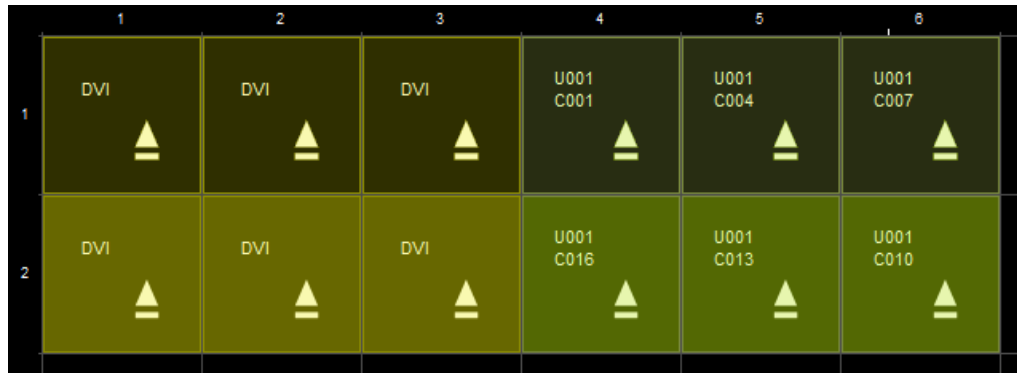 1 2 3 4 5 6
1
DVI DVI DVI U001 U001 U001
C001 C004 C007
2
DVI DVI DVI U001 U001 U001
C016 C013 C010